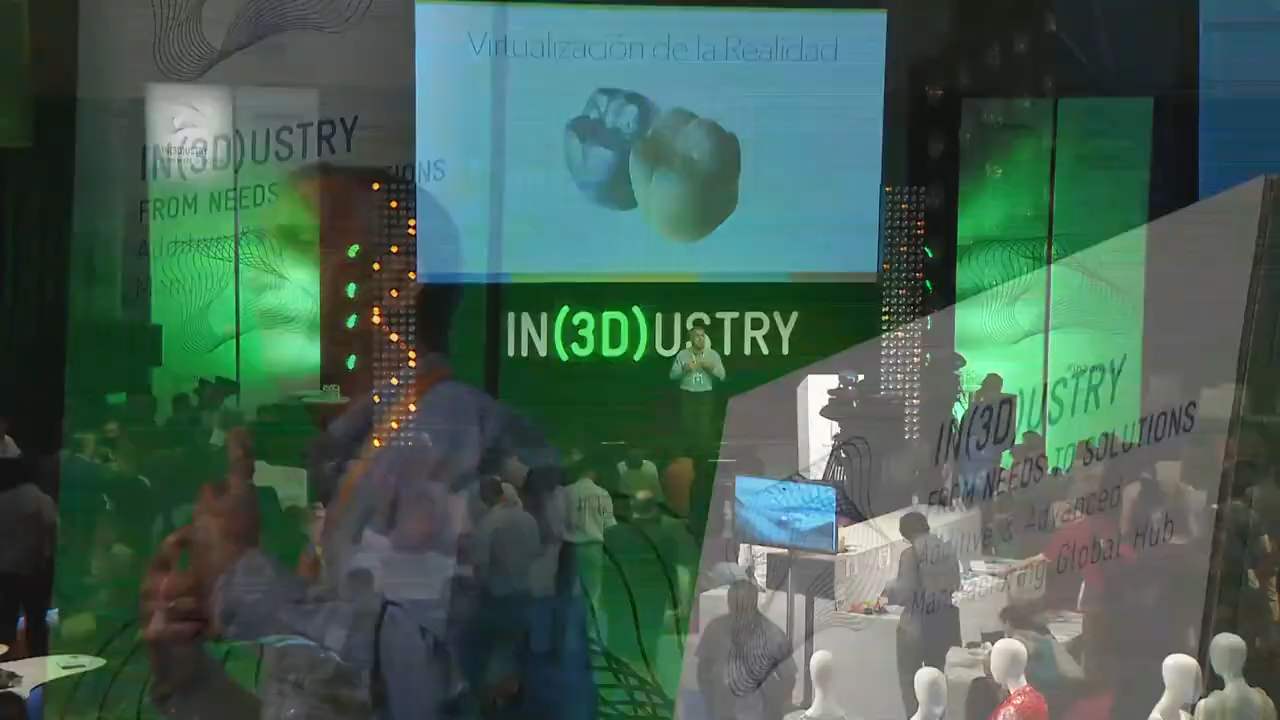 Virtualización de la Realidad
IN(3D)USTRY
FROM NEEDS
IONS
IN(3D)USTRY
IN(3D)USTRY
FROM NEEDS TO SOLUTIONS
Additive & Advanced
Manufacturing Global Hub